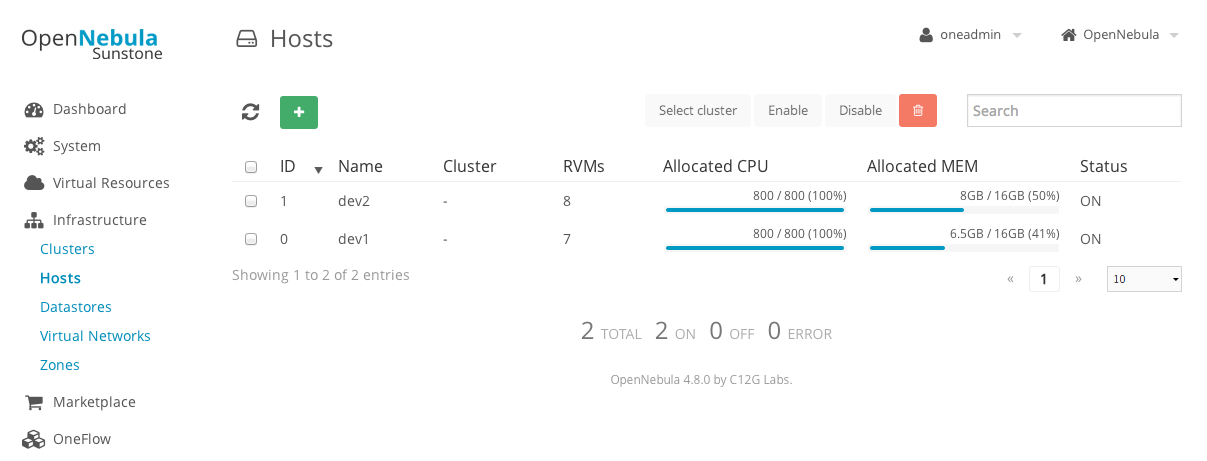 OpenNebula
Sunstone
Hosts
oneadmin
OpenNebula
Dashboard
System
Virtual Resources
Infrastructure
Clusters
Hosts
Datastores
Virtual Networks
Zones
Marketplace
OneFlow
+
Select cluster
Enable
Disable
Search
ID Name Cluster RVMs Allocated CPU Allocated MEM Status
1 dev2 - 8 800 / 800 (100%) 8GB / 16GB (50%) ON
0 dev1 - 7 800 / 800 (100%) 6.5GB / 16GB (41%) ON
Showing 1 to 2 of 2 entries
« 1 » 10
2 TOTAL 2 ON 0 OFF 0 ERROR
OpenNebula 4.8.0 by C12G Labs.